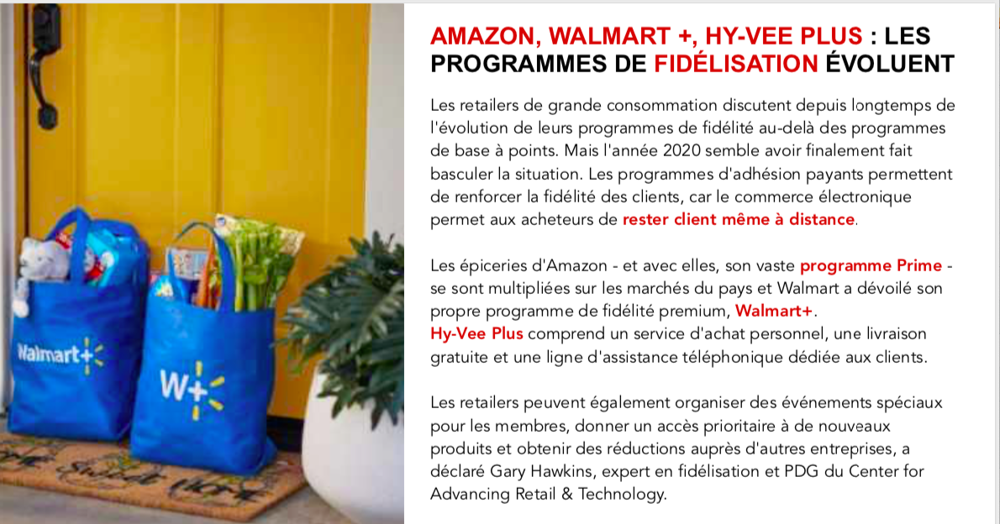 AMAZON, WALMART +, HY-VEE PLUS : LES
PROGRAMMES DE FIDÉLISATION ÉVOLUENT
Les retailers de grande consommation discutent depuis longtemps de
l'évolution de leurs programmes de fidélité au-delà des programmes
de base à points. Mais l'année 2020 semble avoir finalement fait
basculer la situation. Les programmes d'adhésion payants permettent
de renforcer la fidélité des clients, car le commerce électronique
permet aux acheteurs de rester client même à distance.
Les épiceries d'Amazon - et avec elles, son vaste programme Prime -
se sont multipliées sur les marchés du pays et Walmart a dévoilé son
propre programme de fidélité premium, Walmart+.
Hy-Vee Plus comprend un service d'achat personnel, une livraison
gratuite et une ligne d'assistance téléphonique dédiée aux clients.
Les retailers peuvent également organiser des événements spéciaux
pour les membres, donner un accès prioritaire à de nouveaux
produits et obtenir des réductions auprès d'autres entreprises, a
déclaré Gary Hawkins, expert en fidélisation et PDG du Center for
Advancing Retail & Technology.
Walmart+
W+
Sweet Home